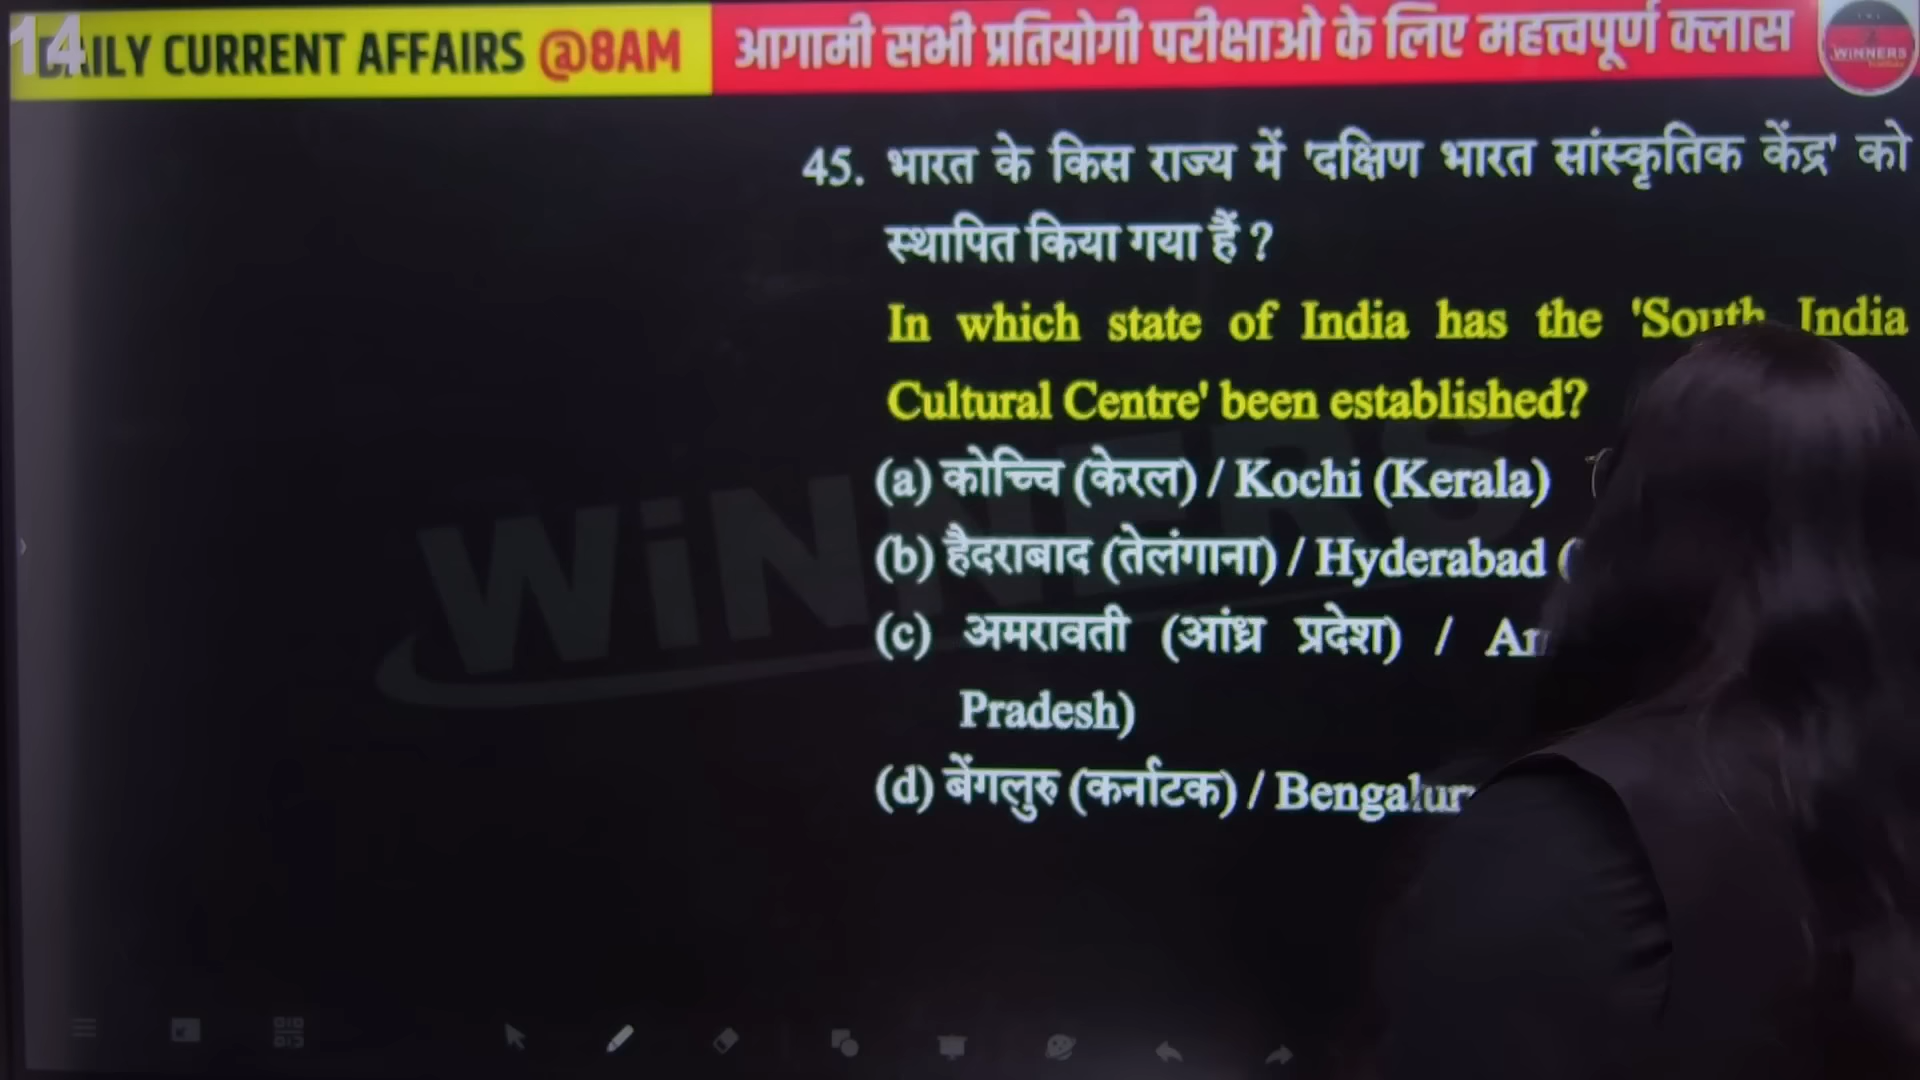 14
DAILY CURRENT AFFAIRS @8AM
आगामी सभी प्रतियोगी परीक्षाओ के लिए महत्त्वपूर्ण क्लास
WINNERS
45. भारत के किस राज्य में 'दक्षिण भारत सांस्कृतिक केंद्र' को
स्थापित किया गया हैं ?
In which state of India has the 'South India
Cultural Centre' been established?
(a) कोच्चि (केरल) / Kochi (Kerala)
(b) हैदराबाद (तेलंगाना) / Hyderabad (
(c) अमरावती (आंध्र प्रदेश) /
Pradesh)
(d) बेंगलुरु (कर्नाटक) /
WiNNERS